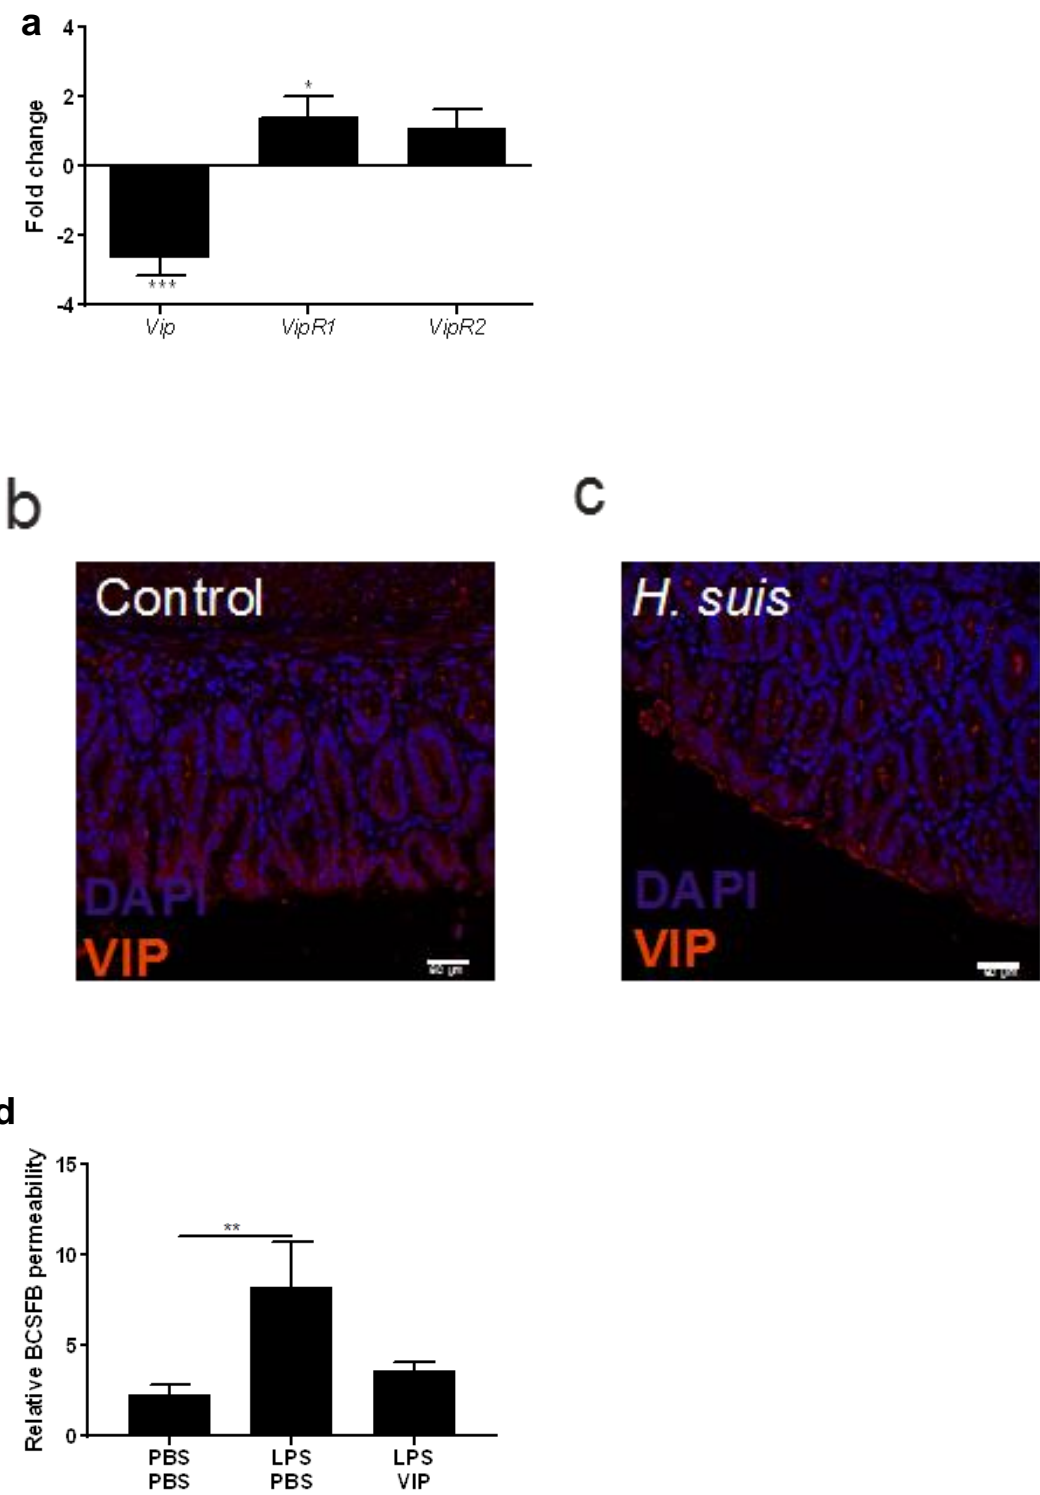 a
4
2
0
-2
-4
Fold change
*
***
Vip
VipR1
VipR2
b
c
Control
DAPI
VIP
H. suis
DAPI
VIP
d
15
10
5
0
Relative BCSFB permeability
**
PBS
PBS
LPS
PBS
LPS
VIP